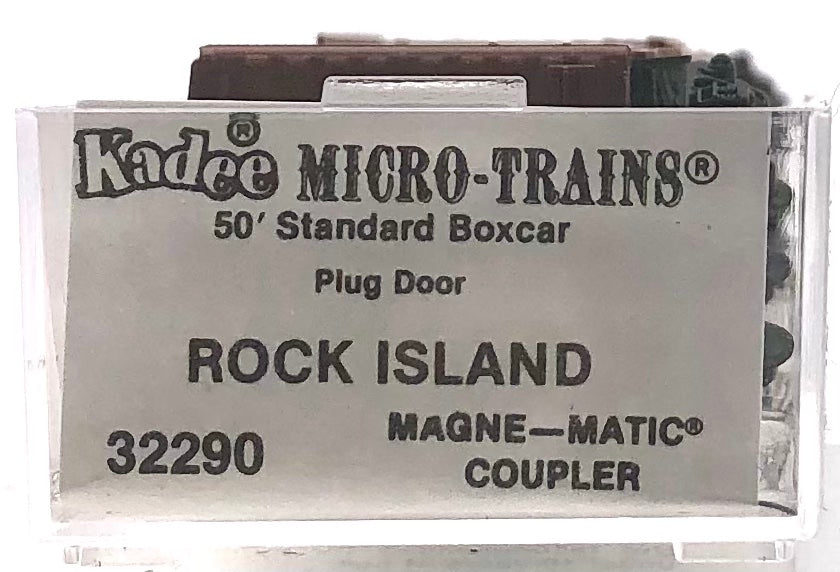 Kadee® MICRO-TRAINS®
50' Standard Boxcar
Plug Door
ROCK ISLAND
32290
MAGNE—MATIC®
COUPLER